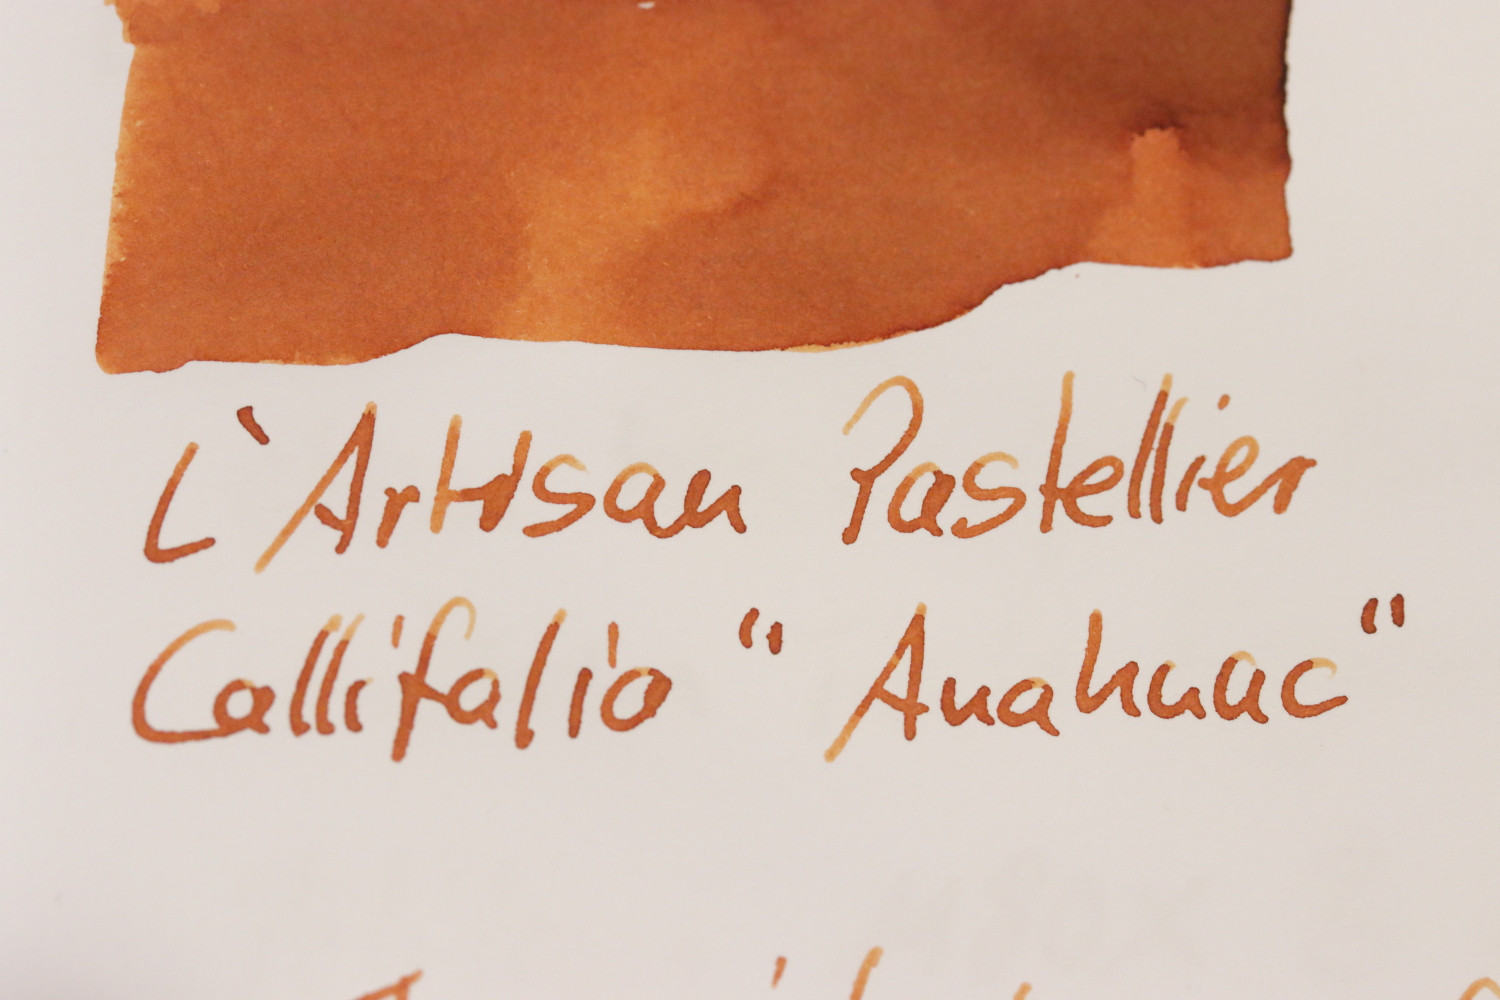 L`Artisan Pastellier
Callifolio "Anahuac"